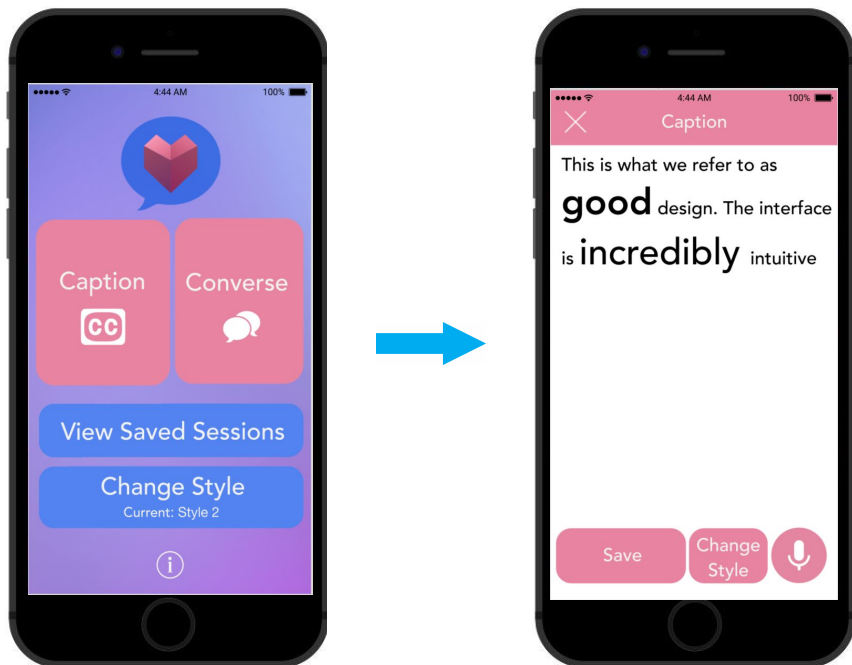 4:44 AM 100%
Caption Converse
CC
View Saved Sessions
Change Style
Current: Style 2
i
4:44 AM 100%
Caption
This is what we refer to as
good design. The interface
is incredibly intuitive
Save
Change
Style